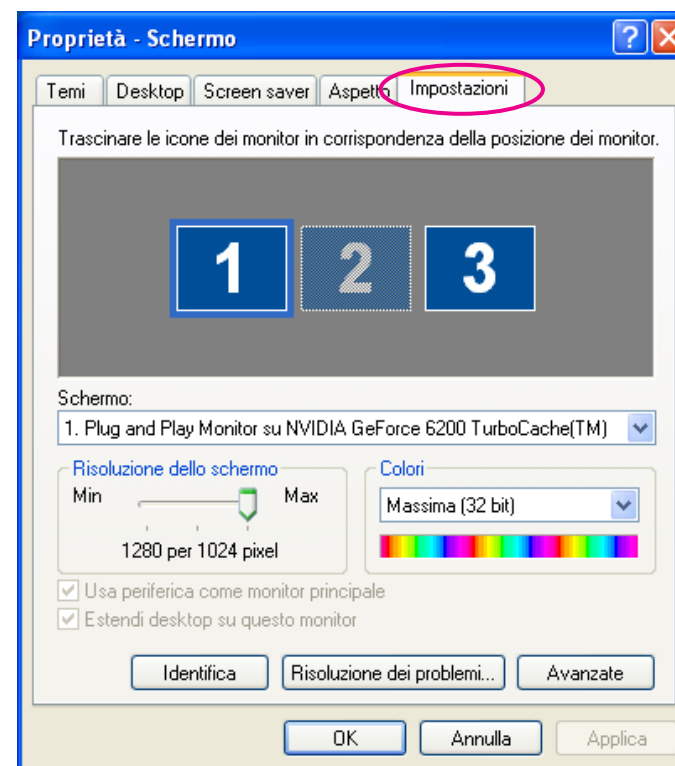 Proprietà - Schermo
Temi Desktop Screen saver Aspetto Impostazioni
Trascinare le icone dei monitor in corrispondenza della posizione dei monitor.
1 2 3
Schermo:
1. Plug and Play Monitor su NVIDIA GeForce 6200 TurboCache(TM)
Risoluzione dello schermo
Min Max
1280 per 1024 pixel
Colori
Massima (32 bit)
Usa periferica come monitor principale
Estendi desktop su questo monitor
Identifica Risoluzione dei problemi... Avanzate
OK Annulla Applica